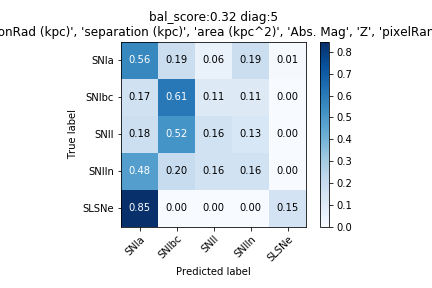 bal_score:0.32 diag:5
onRad (kpc)', 'separation (kpc)', 'area (kpc^2)', 'Abs. Mag', 'Z', 'pixelRan
SNIa 0.56 0.19 0.06 0.19 0.01
SNIbc 0.17 0.61 0.11 0.11 0.00
SNII 0.18 0.52 0.16 0.13 0.00
SNIIn 0.48 0.20 0.16 0.16 0.00
SLSNe 0.85 0.00 0.00 0.00 0.15
True label
SNIa SNIbc SNII SNIIn SLSNe
Predicted label
0.8
0.7
0.6
0.5
0.4
0.3
0.2
0.1
0.0